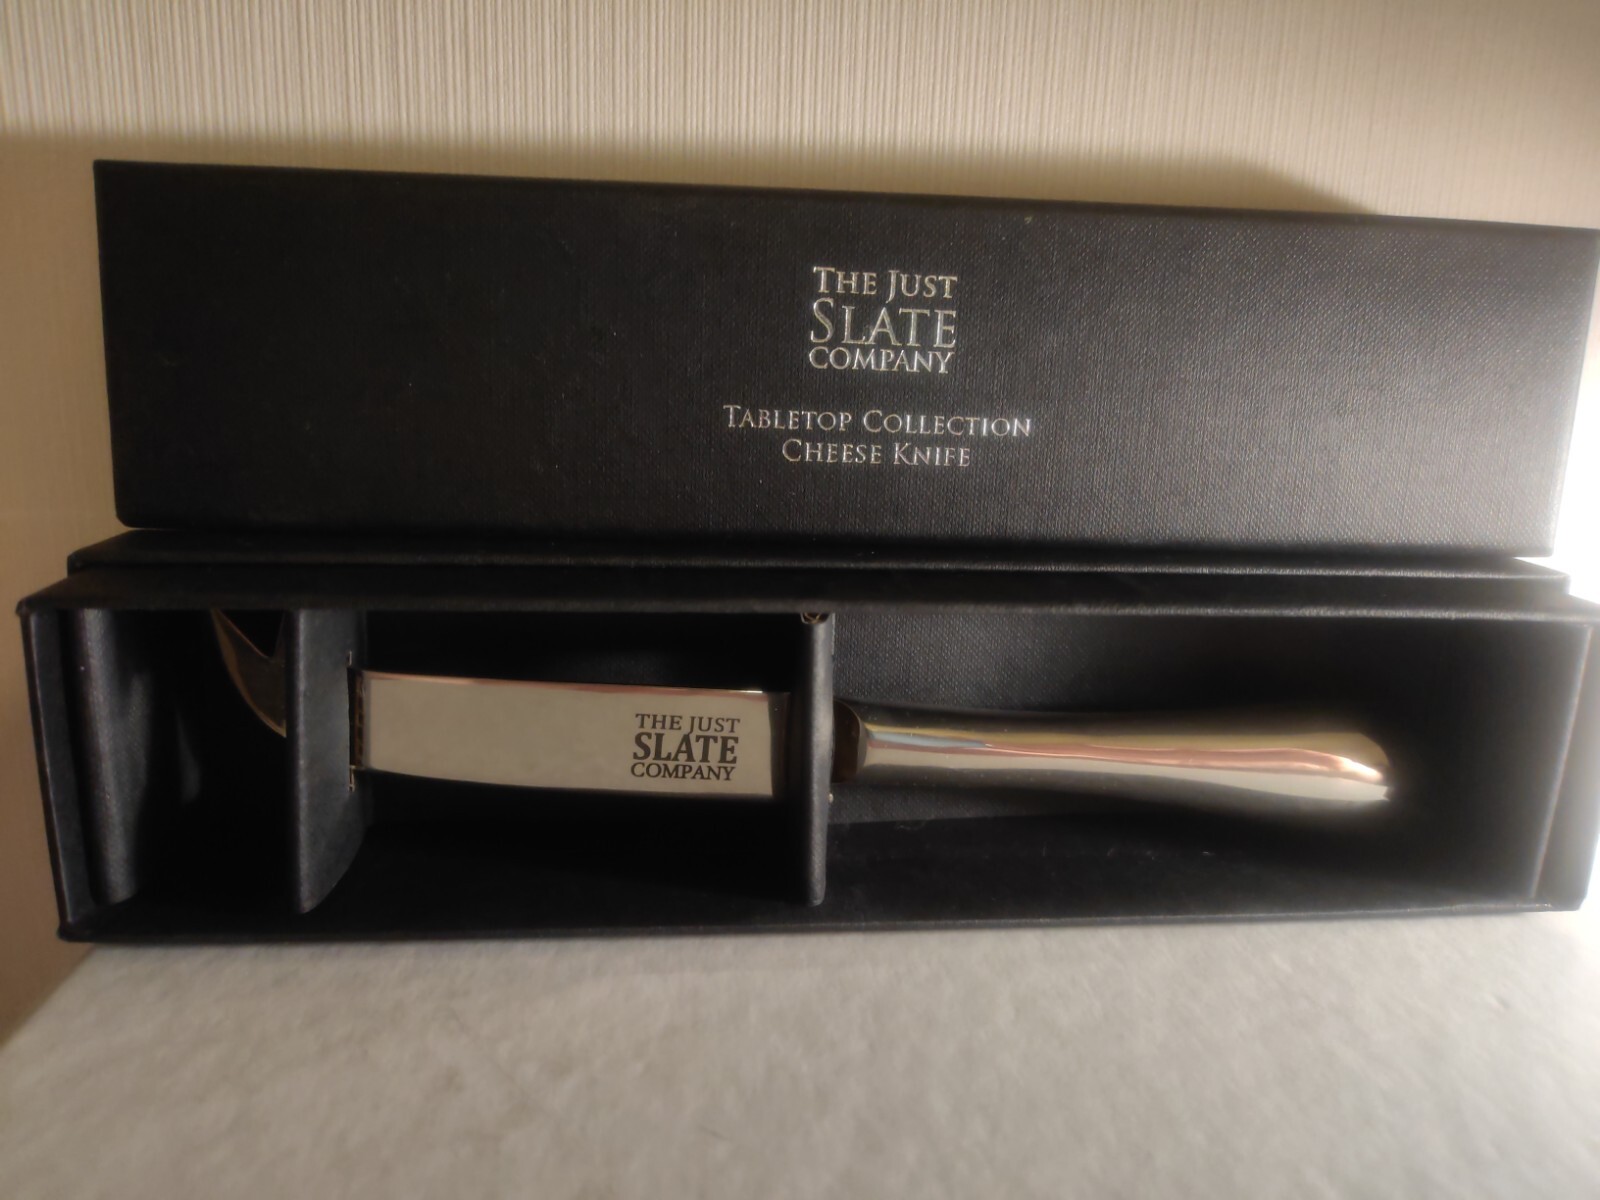 THE JUST
SLATE
COMPANY
TABLETOP COLLECTION
CHEESE KNIFE
THE JUST
SLATE
COMPANY